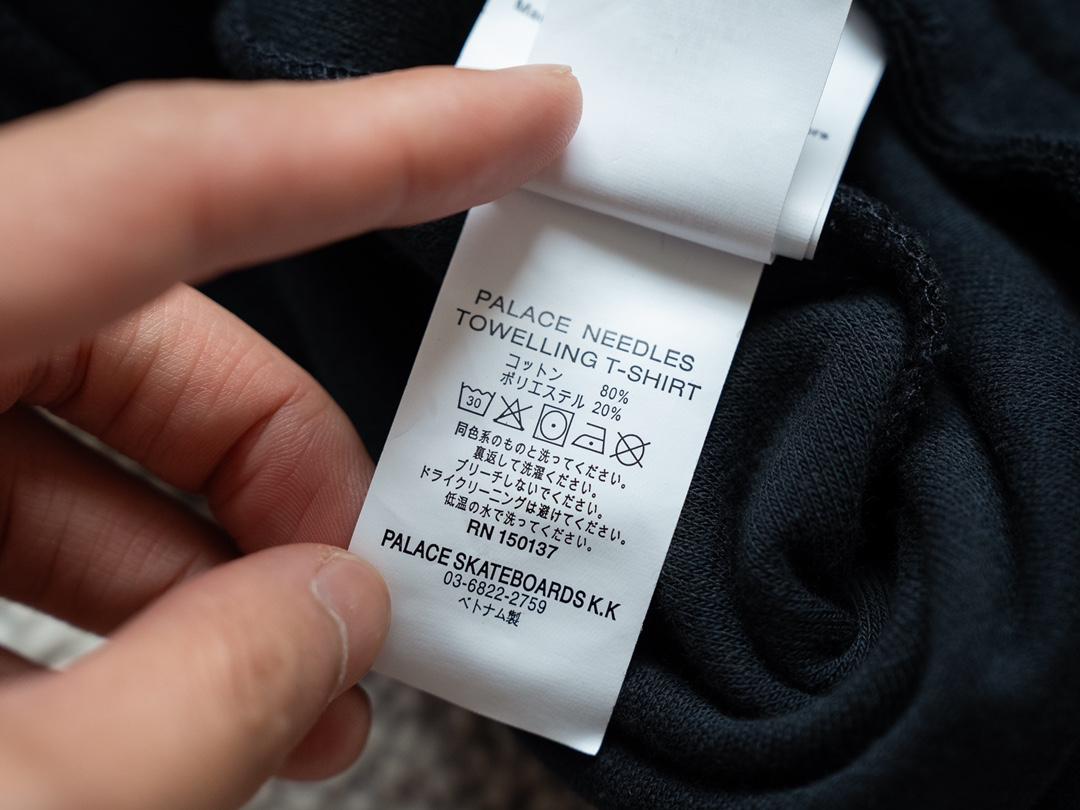 PALACE NEEDLES
TOWELLING T-SHIRT
コットン 80%
ポリエステル 20%
30
同色系のものと洗ってください。
裏返して洗濯ください。
ブリーチしないでください。
ドライクリーニングは避けてください。
低温の水で洗ってください。
RN 150137
PALACE SKATEBOARDS K.K
03-6822-2759
ベトナム製